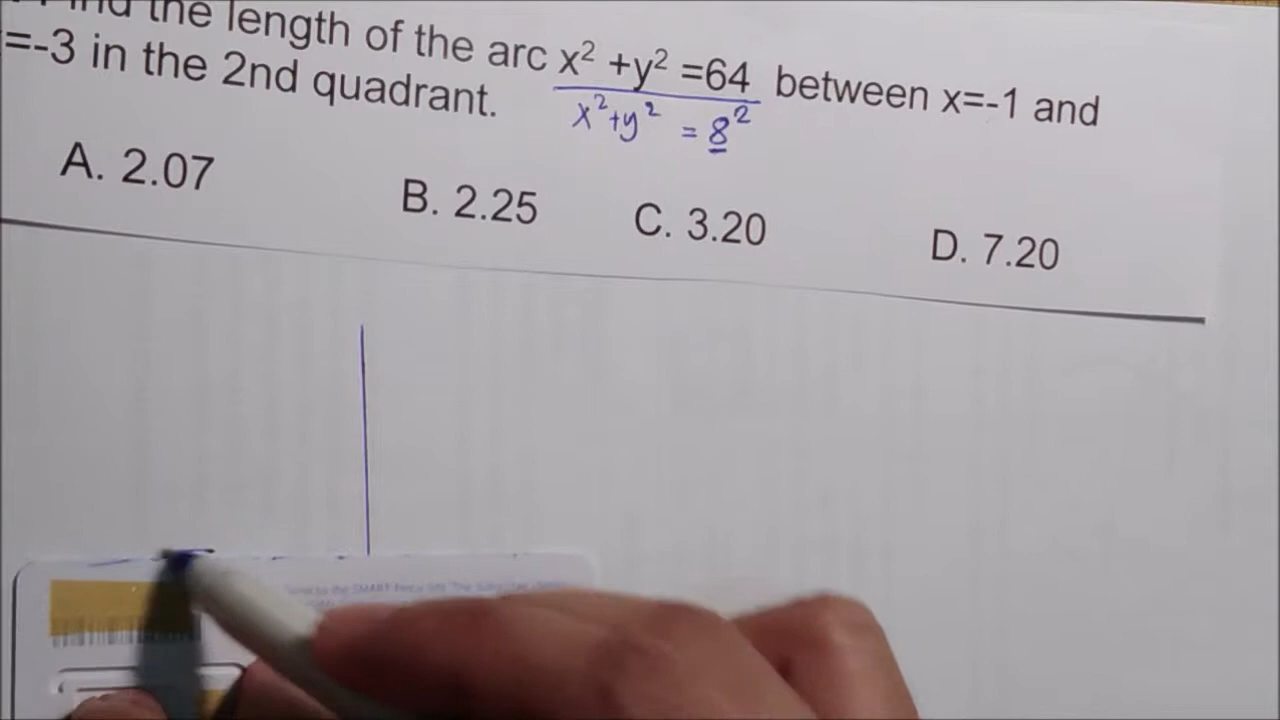 the length of the arc x² +y² =64 between x=-1 and
=-3 in the 2nd quadrant.
x²+y² = 8²
A. 2.07 B. 2.25 C. 3.20 D. 7.20